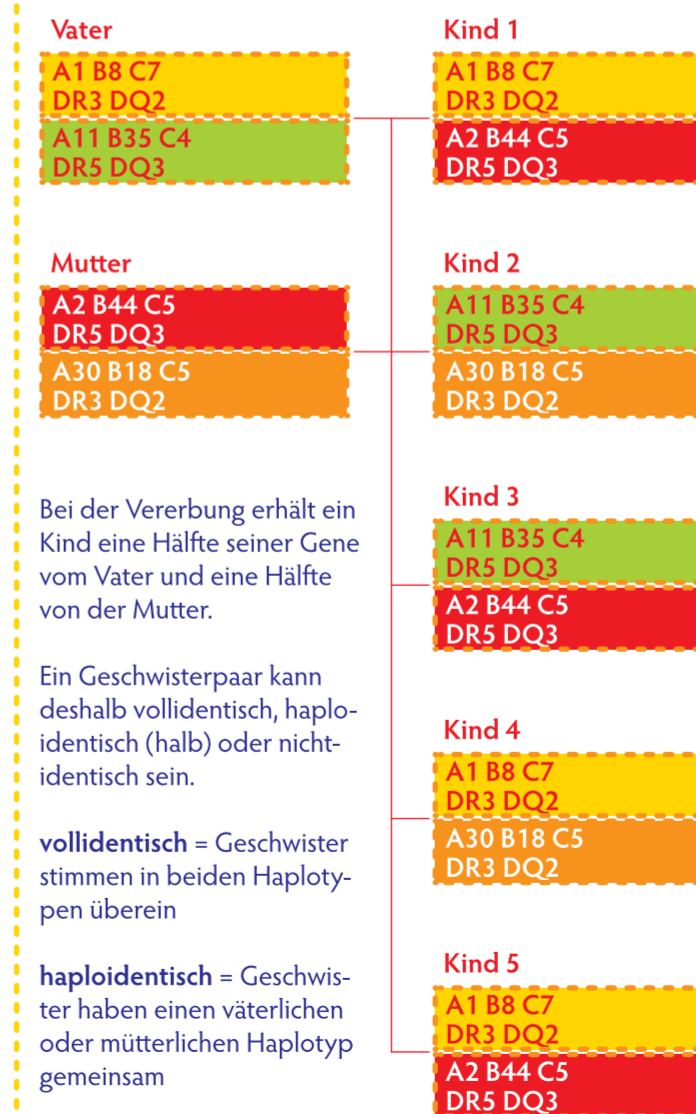 Vater
A1 B8 C7
DR3 DQ2
A11 B35 C4
DR5 DQ3
Mutter
A2 B44 C5
DR5 DQ3
A30 B18 C5
DR3 DQ2
Bei der Vererbung erhält ein
Kind eine Hälfte seiner Gene
vom Vater und eine Hälfte
von der Mutter.
Ein Geschwisterpaar kann
deshalb vollidentisch, haplo-
identisch (halb) oder nicht-
identisch sein.
vollidentisch = Geschwister
stimmen in beiden Haploty-
pen überein
haploidentisch = Geschwis-
ter haben einen väterlichen
oder mütterlichen Haplotyp
gemeinsam
Kind 1
A1 B8 C7
DR3 DQ2
A2 B44 C5
DR5 DQ3
Kind 2
A11 B35 C4
DR5 DQ3
A30 B18 C5
DR3 DQ2
Kind 3
A11 B35 C4
DR5 DQ3
A2 B44 C5
DR5 DQ3
Kind 4
A1 B8 C7
DR3 DQ2
A30 B18 C5
DR3 DQ2
Kind 5
A1 B8 C7
DR3 DQ2
A2 B44 C5
DR5 DQ3